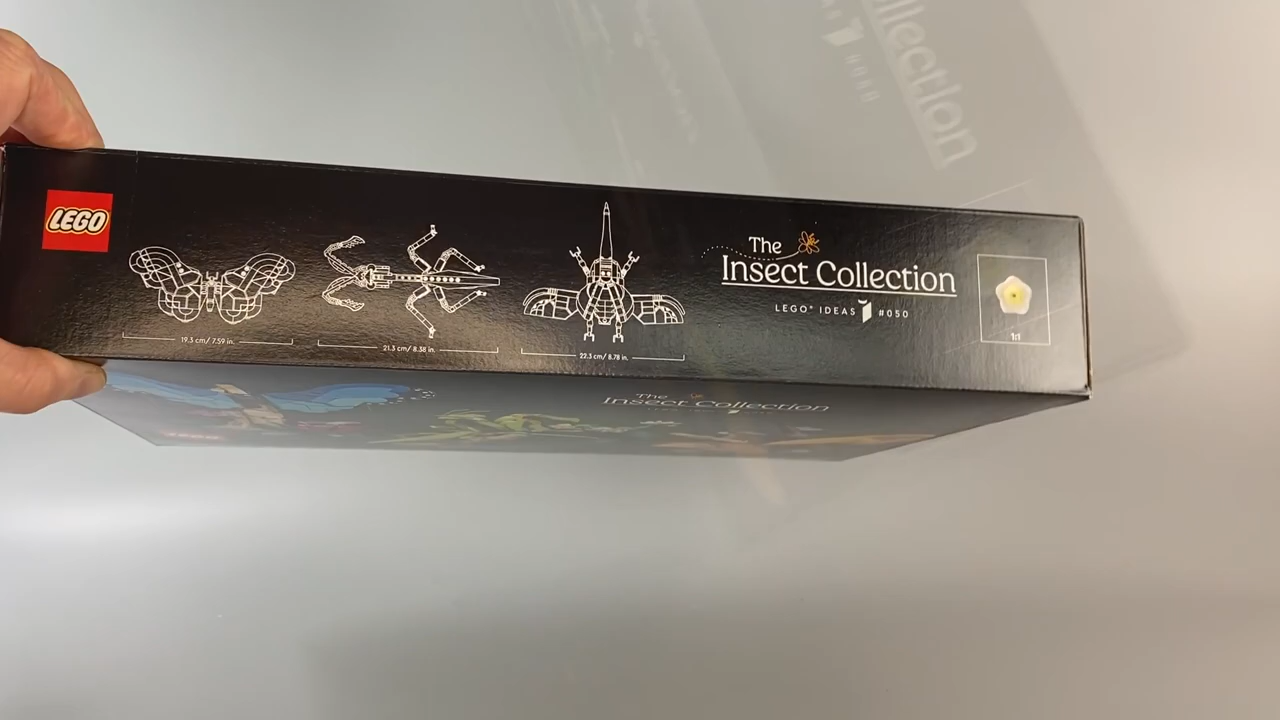 LEGO
19.3 cm/ 7.59 in.
21.3 cm/ 8.38 in.
22.3 cm/ 8.78 in.
The
Insect Collection
LEGO® IDEAS #050
1:1
The
Insect Collection
llection